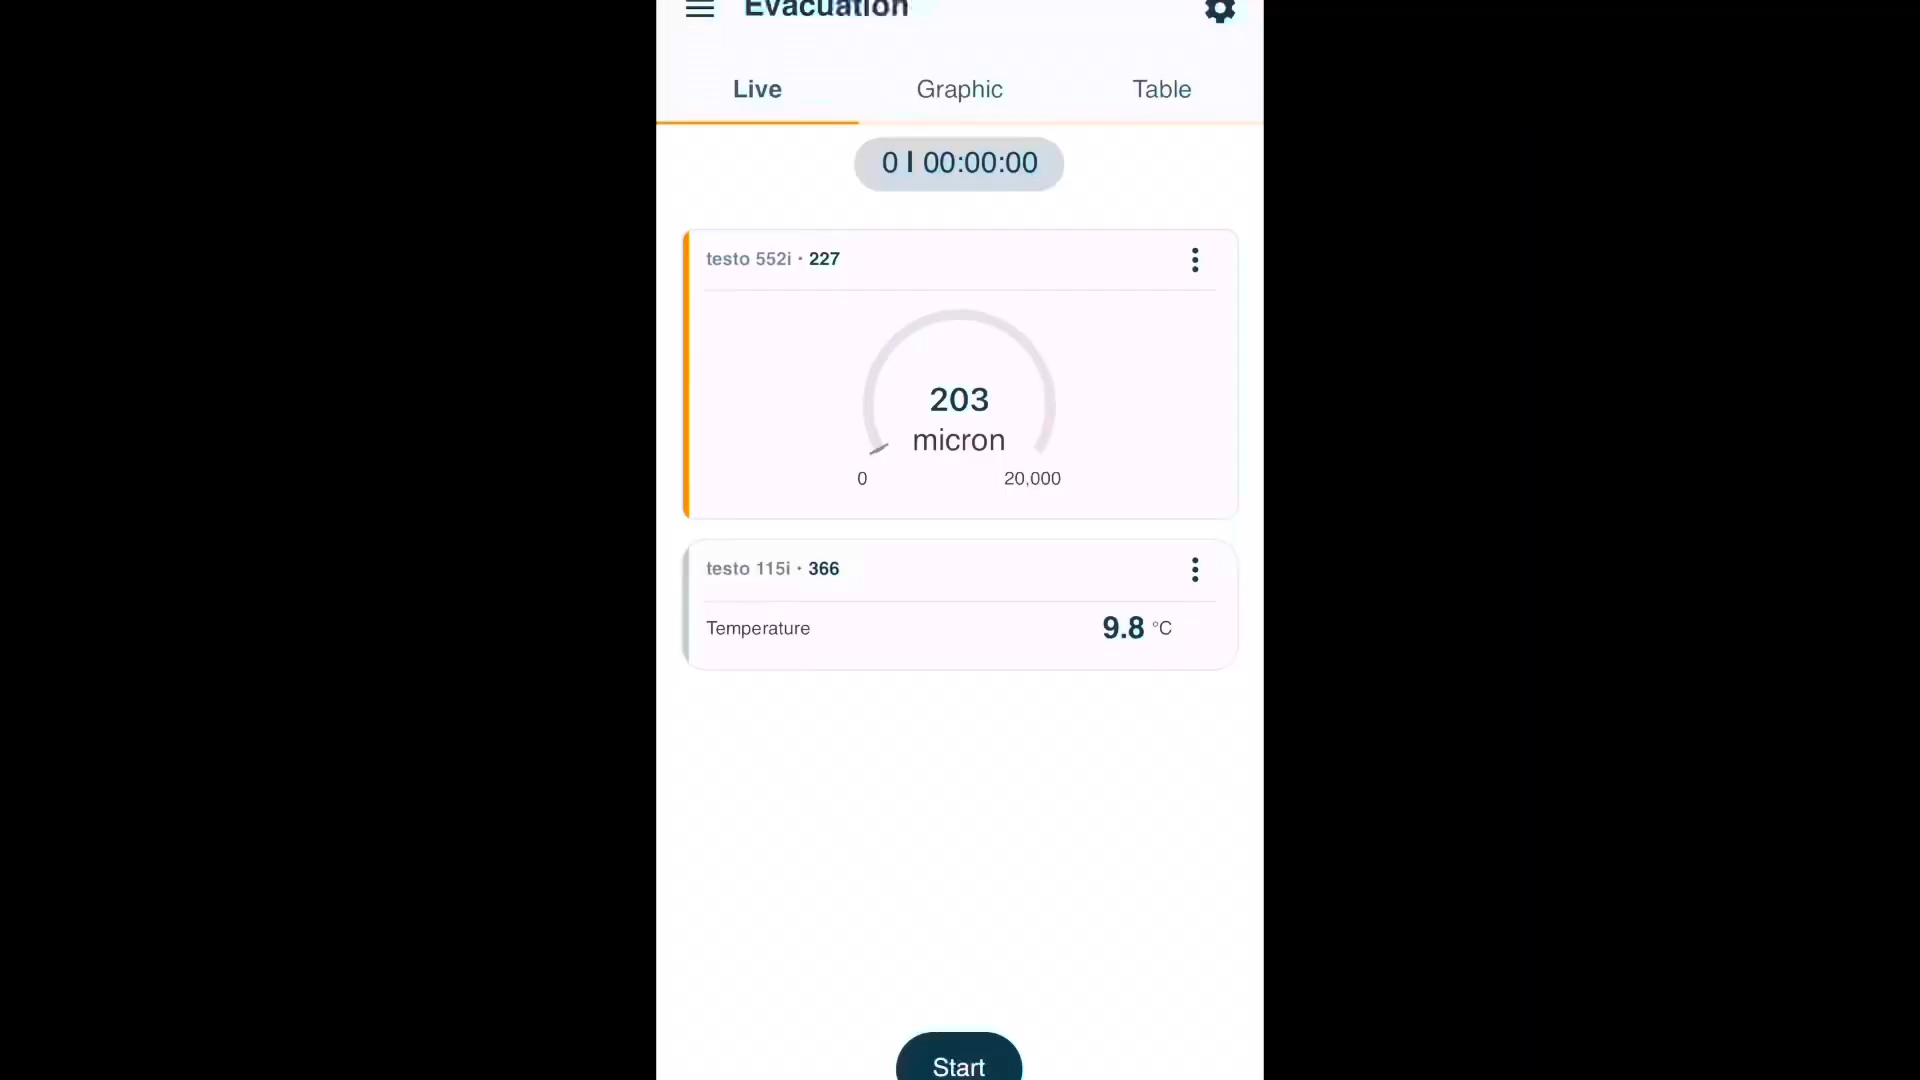 Evacuation
Live Graphic Table
0 | 00:00:00
testo 552i · 227
203
micron
0 20,000
testo 115i · 366
Temperature 9.8 °C
Start